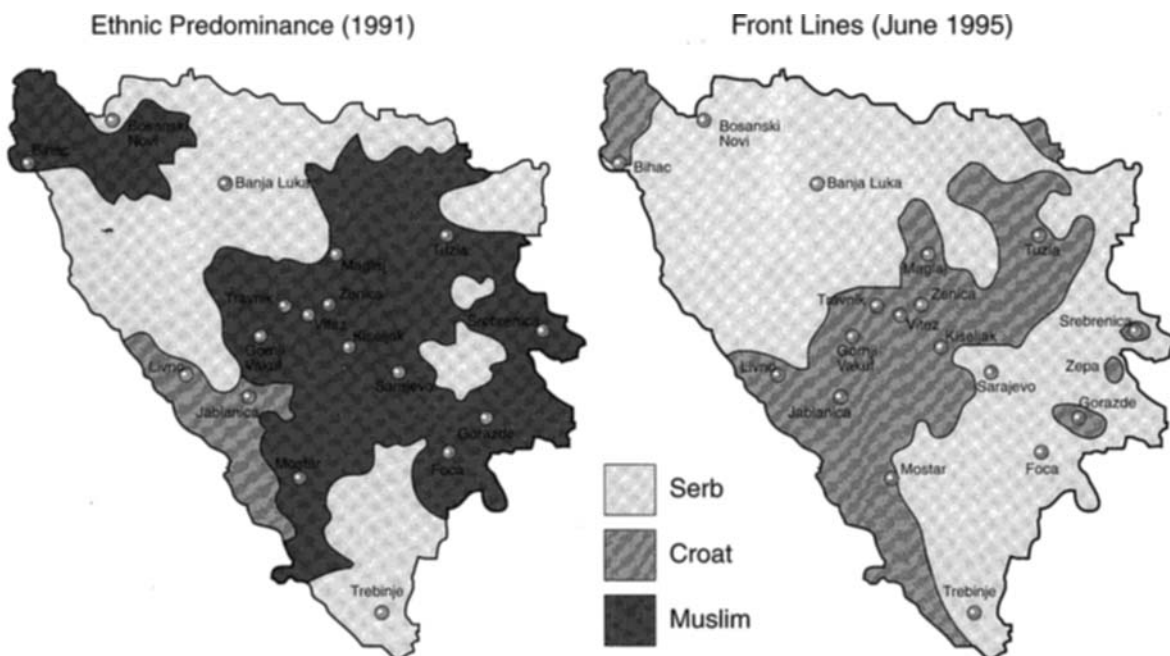 Ethnic Predominance (1991)
Bosanski
Novi
Bihac
Banja Luka
Tuzla
Maglaj
Travnik
Zenica
Vitez
Srebrenica
Gornji
Vakuf
Kiseljak
Livno
Sarajevo
Jablanica
Gorazde
Foca
Mostar
Trebinje
Front Lines (June 1995)
Bosanski
Novi
Bihac
Banja Luka
Tuzla
Maglaj
Travnik
Zenica
Vitez
Srebrenica
Gornji
Vakuf
Kiseljak
Zepa
Livno
Sarajevo
Jablanica
Gorazde
Foca
Mostar
Trebinje
Serb
Croat
Muslim